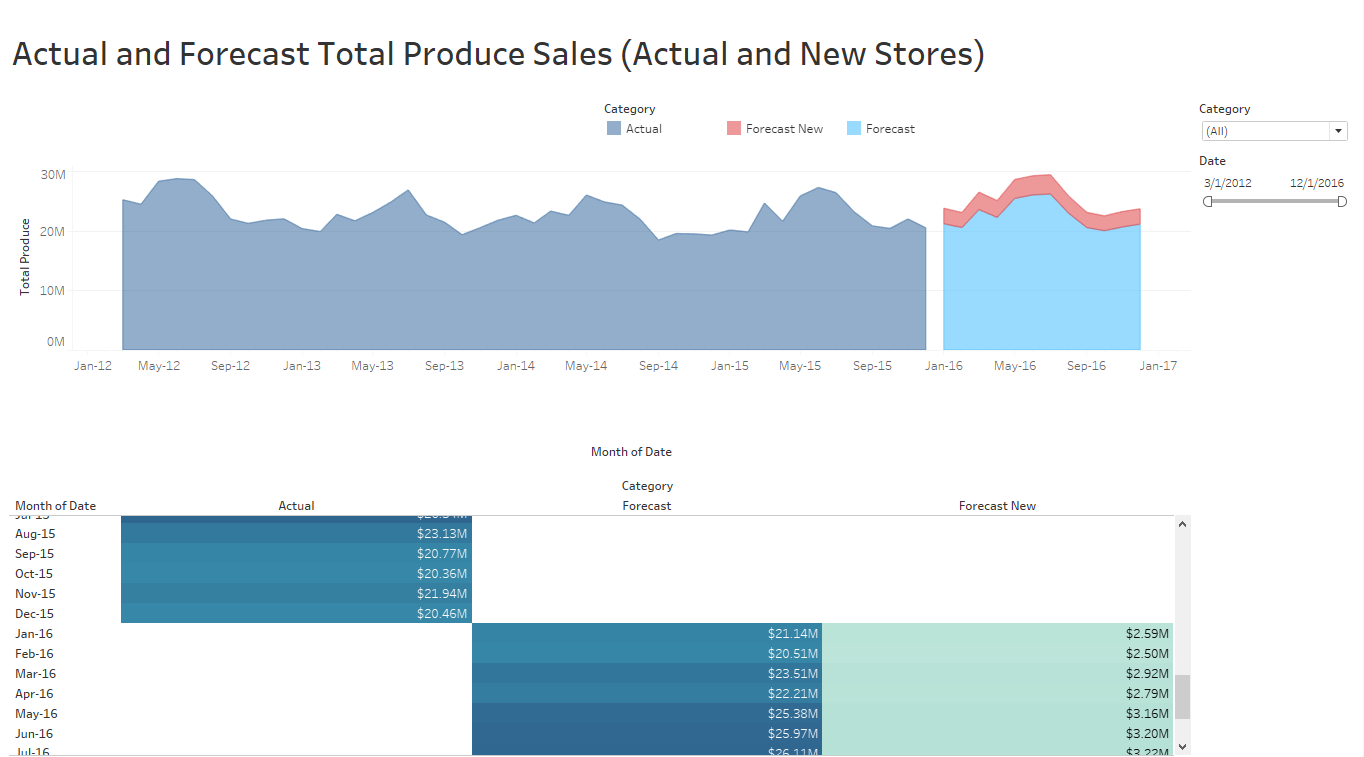 Actual and Forecast Total Produce Sales (Actual and New Stores)
Category
Actual Forecast New Forecast
Category
(All)
Date
3/1/2012 12/1/2016
Total Produce
30M
20M
10M
0M
Jan-12 May-12 Sep-12 Jan-13 May-13 Sep-13 Jan-14 May-14 Sep-14 Jan-15 May-15 Sep-15 Jan-16 May-16 Sep-16 Jan-17
Month of Date
Category
Month of Date Actual Forecast Forecast New
Aug-15 $23.13M
Sep-15 $20.77M
Oct-15 $20.36M
Nov-15 $21.94M
Dec-15 $20.46M
Jan-16 $21.14M $2.59M
Feb-16 $20.51M $2.50M
Mar-16 $23.51M $2.92M
Apr-16 $22.21M $2.79M
May-16 $25.38M $3.16M
Jun-16 $25.97M $3.20M
Jul-16 $26.11M $3.22M